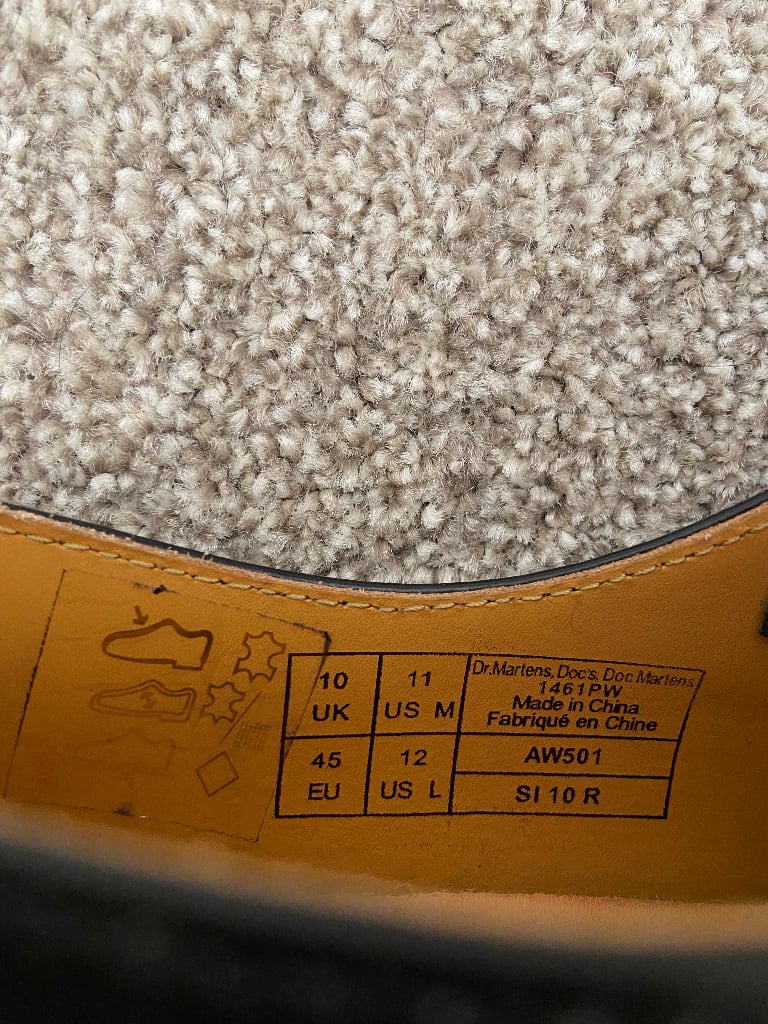 10
UK
11
US M
Dr.Martens, Doc's, Doc Martens
1461PW
Made in China
Fabriqué en Chine
45
EU
12
US L
AW501
SI 10 R